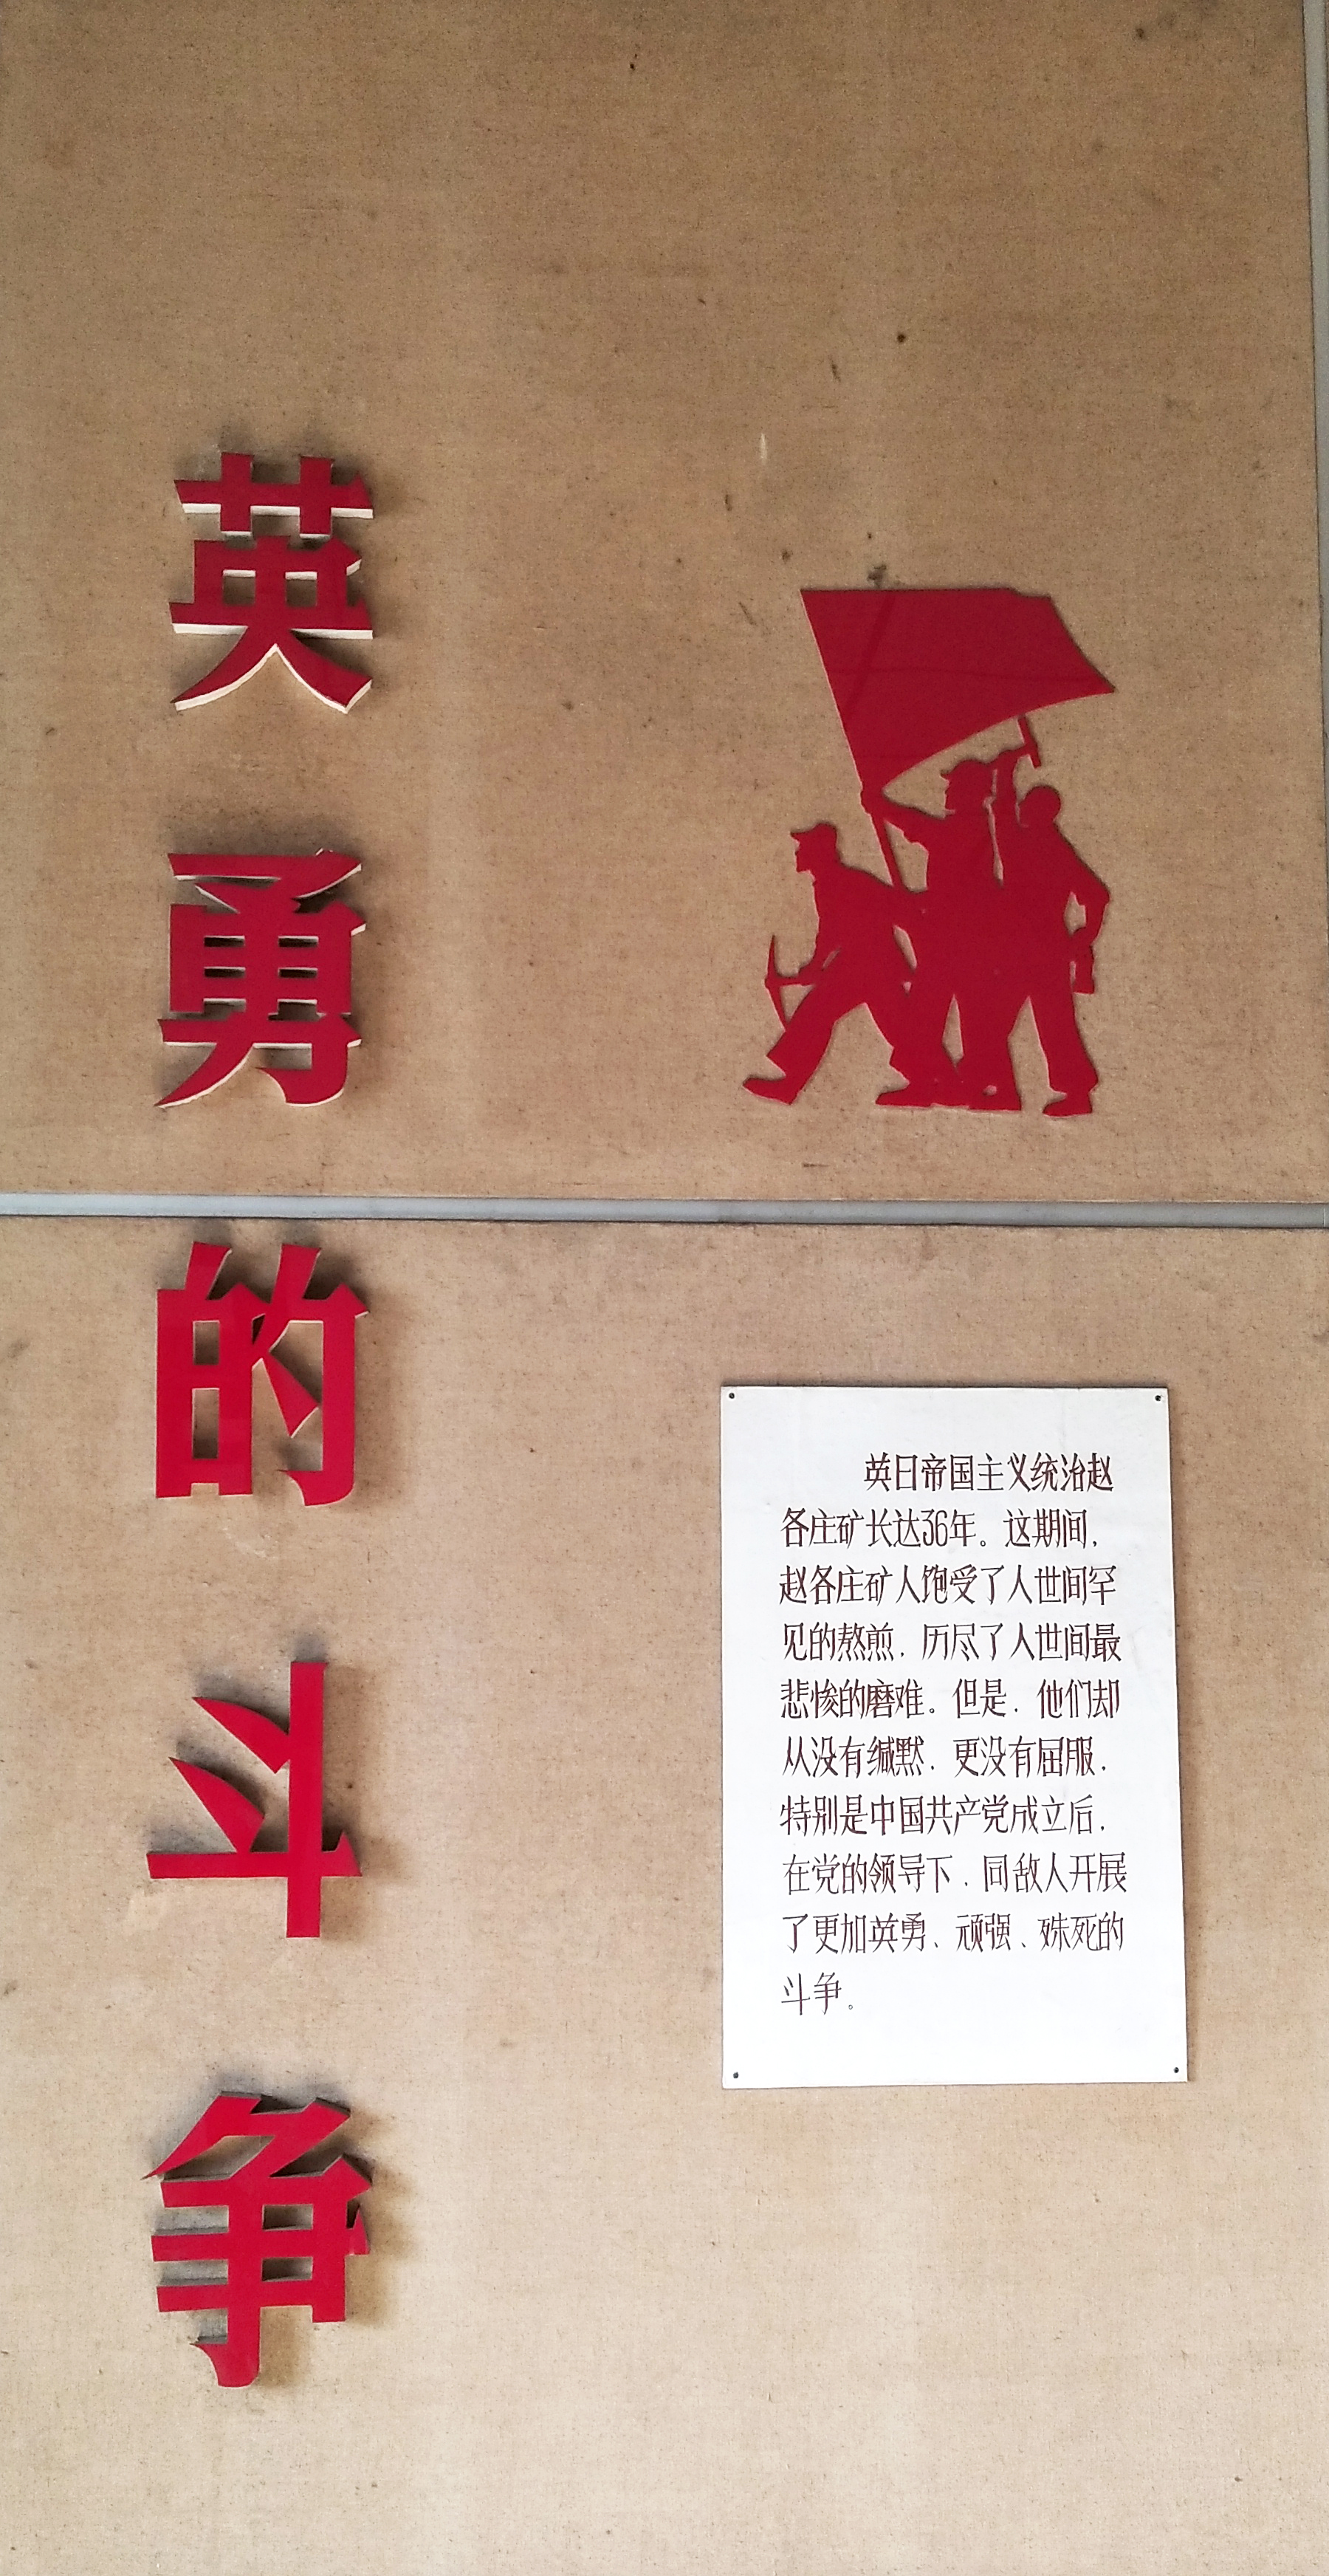 英勇的斗争
英日帝国主义统治赵
各庄矿长达36年。这期间，
赵各庄矿人饱受了人世间罕
见的熬煎，历尽了人世间最
悲惨的磨难。但是，他们却
从没有缄默，更没有屈服，
特别是中国共产党成立后，
在党的领导下，同敌人开展
了更加英勇、顽强、殊死的
斗争。